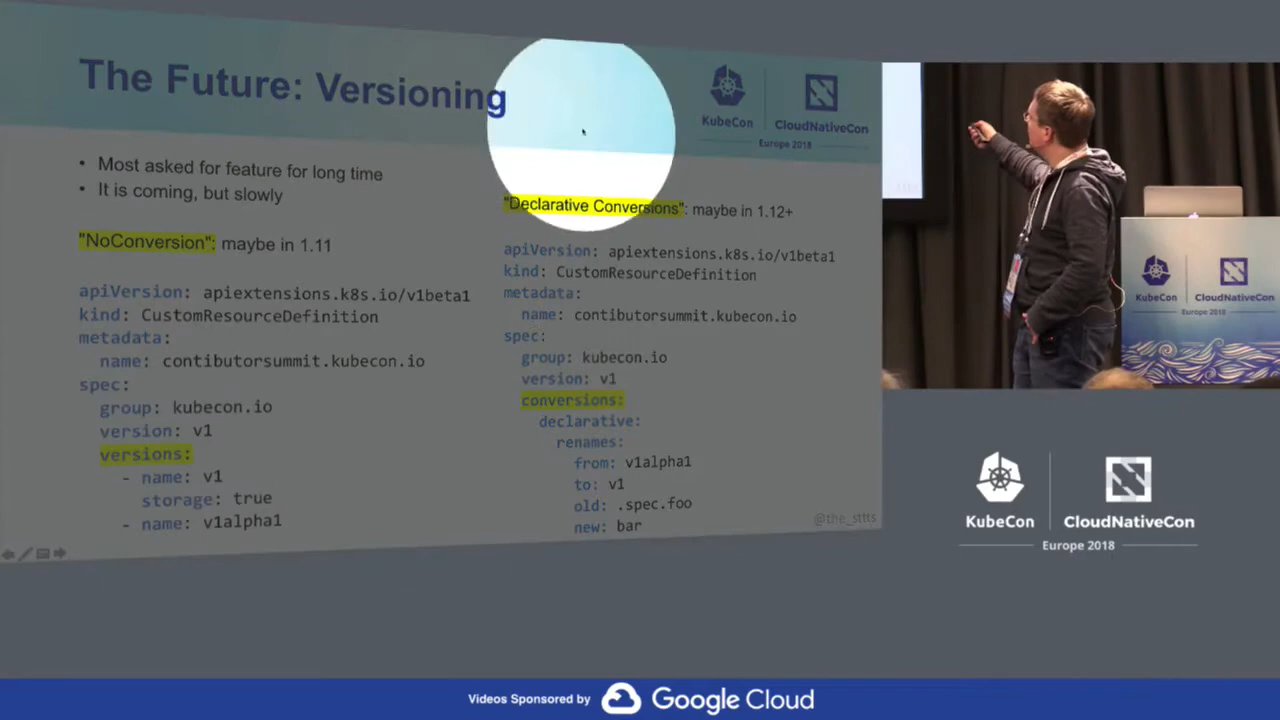 The Future: Versioning
KubeCon
CloudNativeCon
Europe 2018
• Most asked for feature for long time
• It is coming, but slowly
"NoConversion": maybe in 1.11
apiVersion: apiextensions.k8s.io/v1beta1
kind: CustomResourceDefinition
metadata:
name: contibutorsummit.kubecon.io
spec:
group: kubecon.io
version: v1
versions:
- name: v1
storage: true
- name: v1alpha1
"Declarative Conversions": maybe in 1.12+
apiVersion: apiextensions.k8s.io/v1beta1
kind: CustomResourceDefinition
metadata:
name: contibutorsummit.kubecon.io
spec:
group: kubecon.io
version: v1
conversions:
declarative:
renames:
from: v1alpha1
to: v1
old: .spec.foo
new: bar
@the_sttts
KubeCon
CloudNativeCon
Europe 2018
KubeCon
CloudNativeCon
Europe 2018
Videos Sponsored by Google Cloud